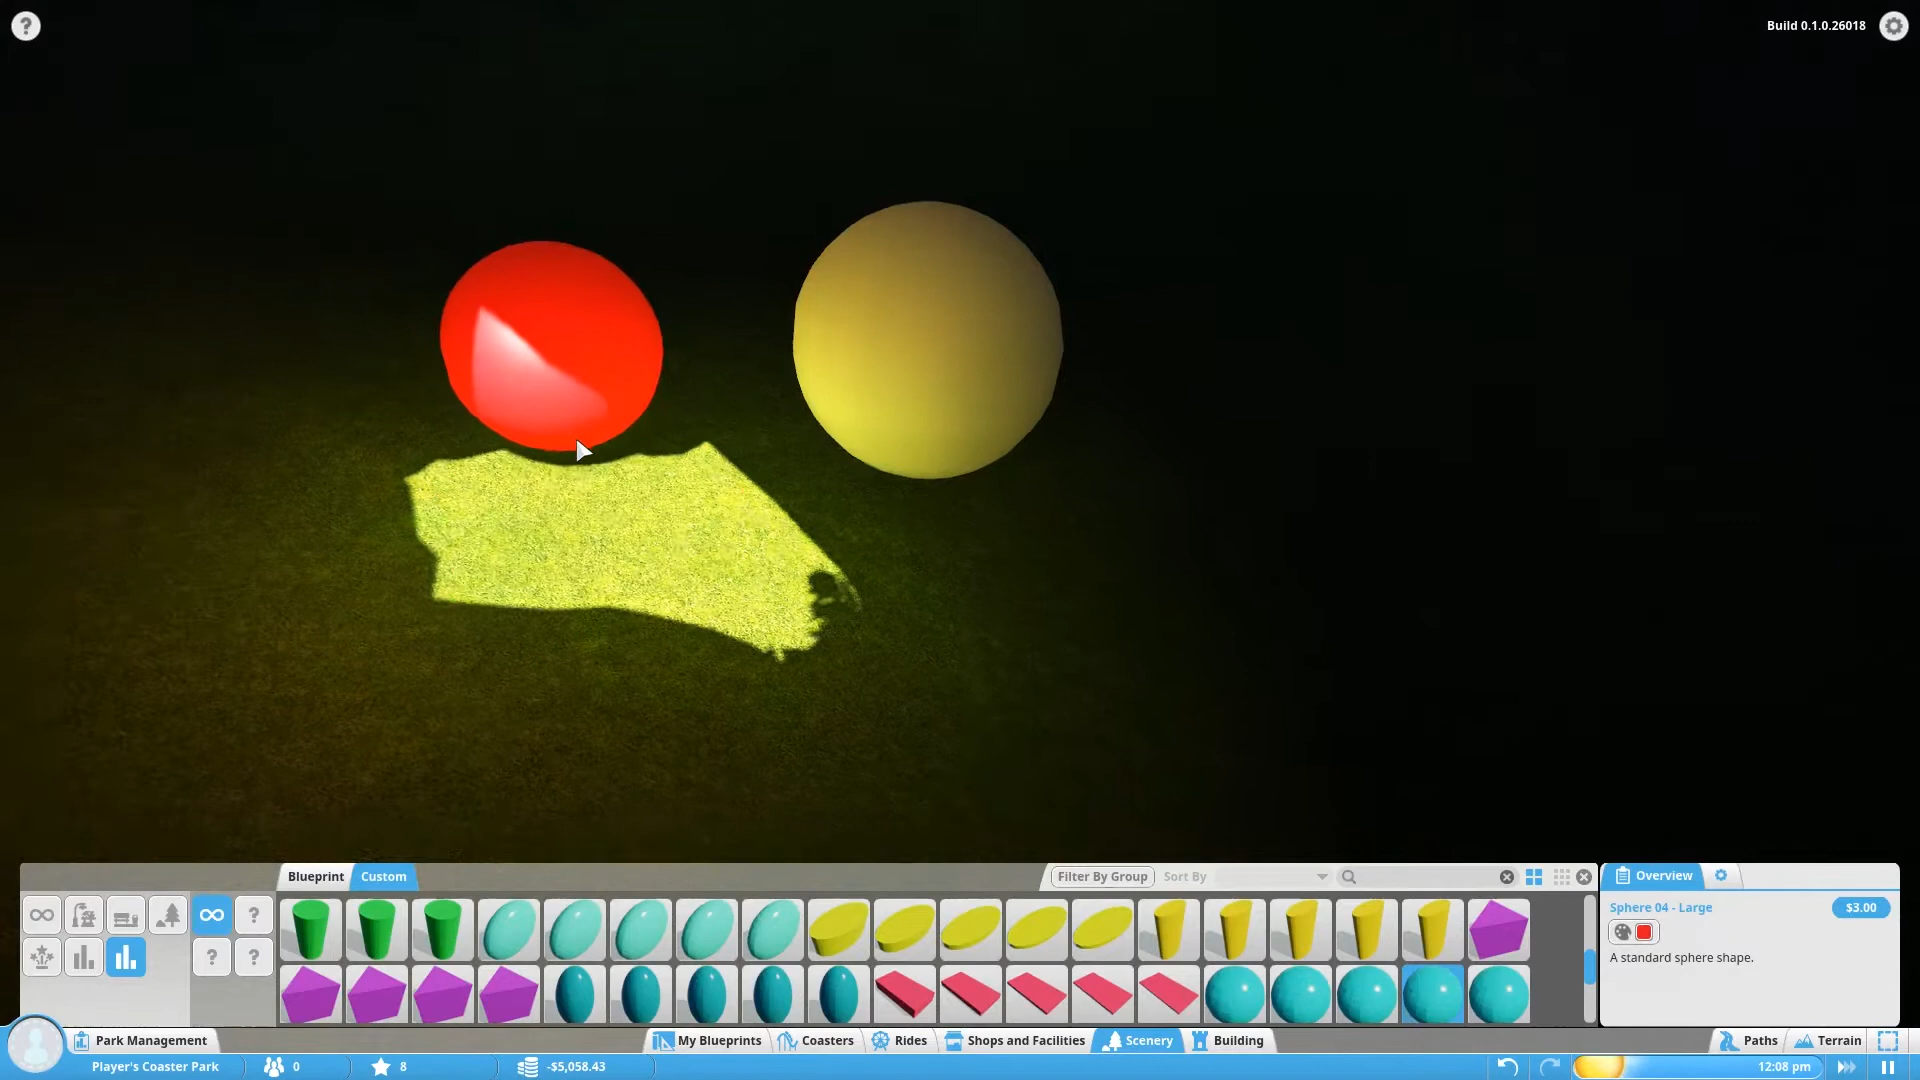 ?
Build 0.1.0.26018
Blueprint
Custom
Filter By Group
Sort By
Overview
Sphere 04 - Large
$3.00
A standard sphere shape.
?
?
?
Park Management
My Blueprints
Coasters
Rides
Shops and Facilities
Scenery
Building
Paths
Terrain
Player's Coaster Park
0
8
-$5,058.43
12:08 pm